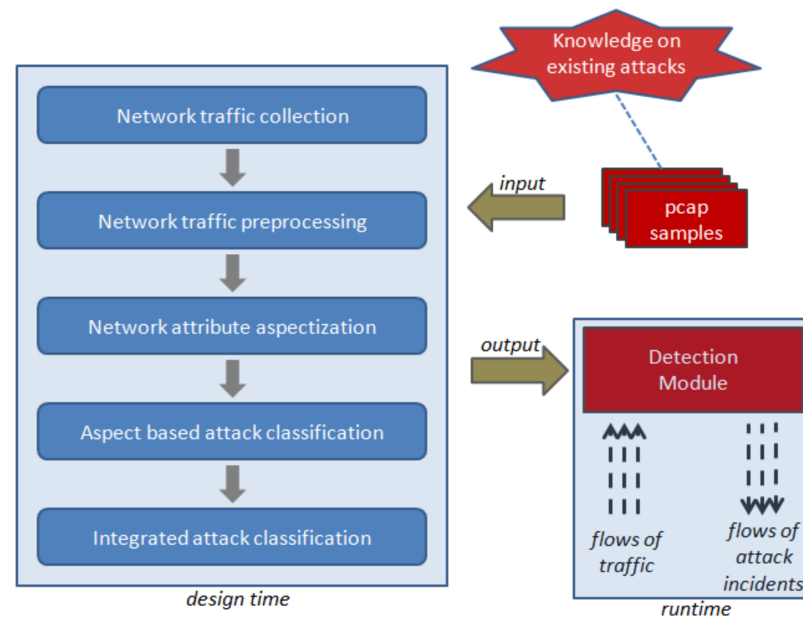 Knowledge on
existing attacks
Network traffic collection
Network traffic preprocessing
Network attribute aspectization
Aspect based attack classification
Integrated attack classification
design time
input
pcap
samples
output
Detection
Module
flows of
traffic
flows of
attack
incidents
runtime